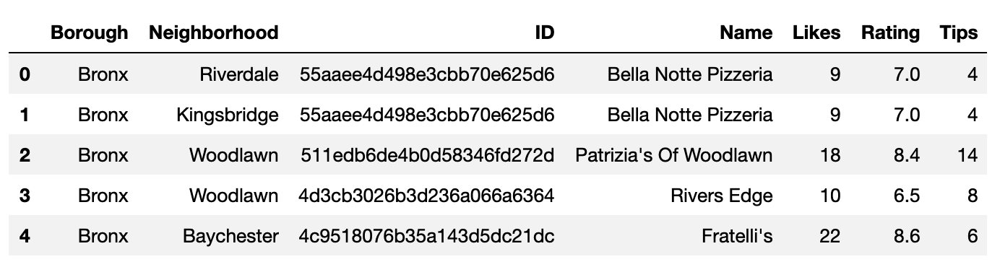 Borough Neighborhood ID Name Likes Rating Tips
0 Bronx Riverdale 55aaee4d498e3cbb70e625d6 Bella Notte Pizzeria 9 7.0 4
1 Bronx Kingsbridge 55aaee4d498e3cbb70e625d6 Bella Notte Pizzeria 9 7.0 4
2 Bronx Woodlawn 511edb6de4b0d58346fd272d Patrizia's Of Woodlawn 18 8.4 14
3 Bronx Woodlawn 4d3cb3026b3d236a066a6364 Rivers Edge 10 6.5 8
4 Bronx Baychester 4c9518076b35a143d5dc21dc Fratelli's 22 8.6 6